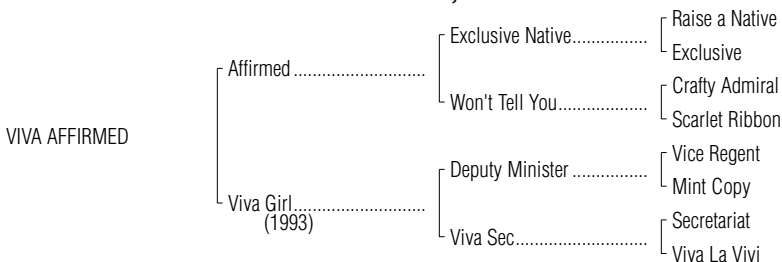 Raise a Native
Exclusive Native................
Exclusive
Affirmed............................
Crafty Admiral
Won't Tell You...................
Scarlet Ribbon
VIVA AFFIRMED
Vice Regent
Deputy Minister ................
Mint Copy
Viva Girl............................
(1993)
Secretariat
Viva Sec............................
Viva La Vivi